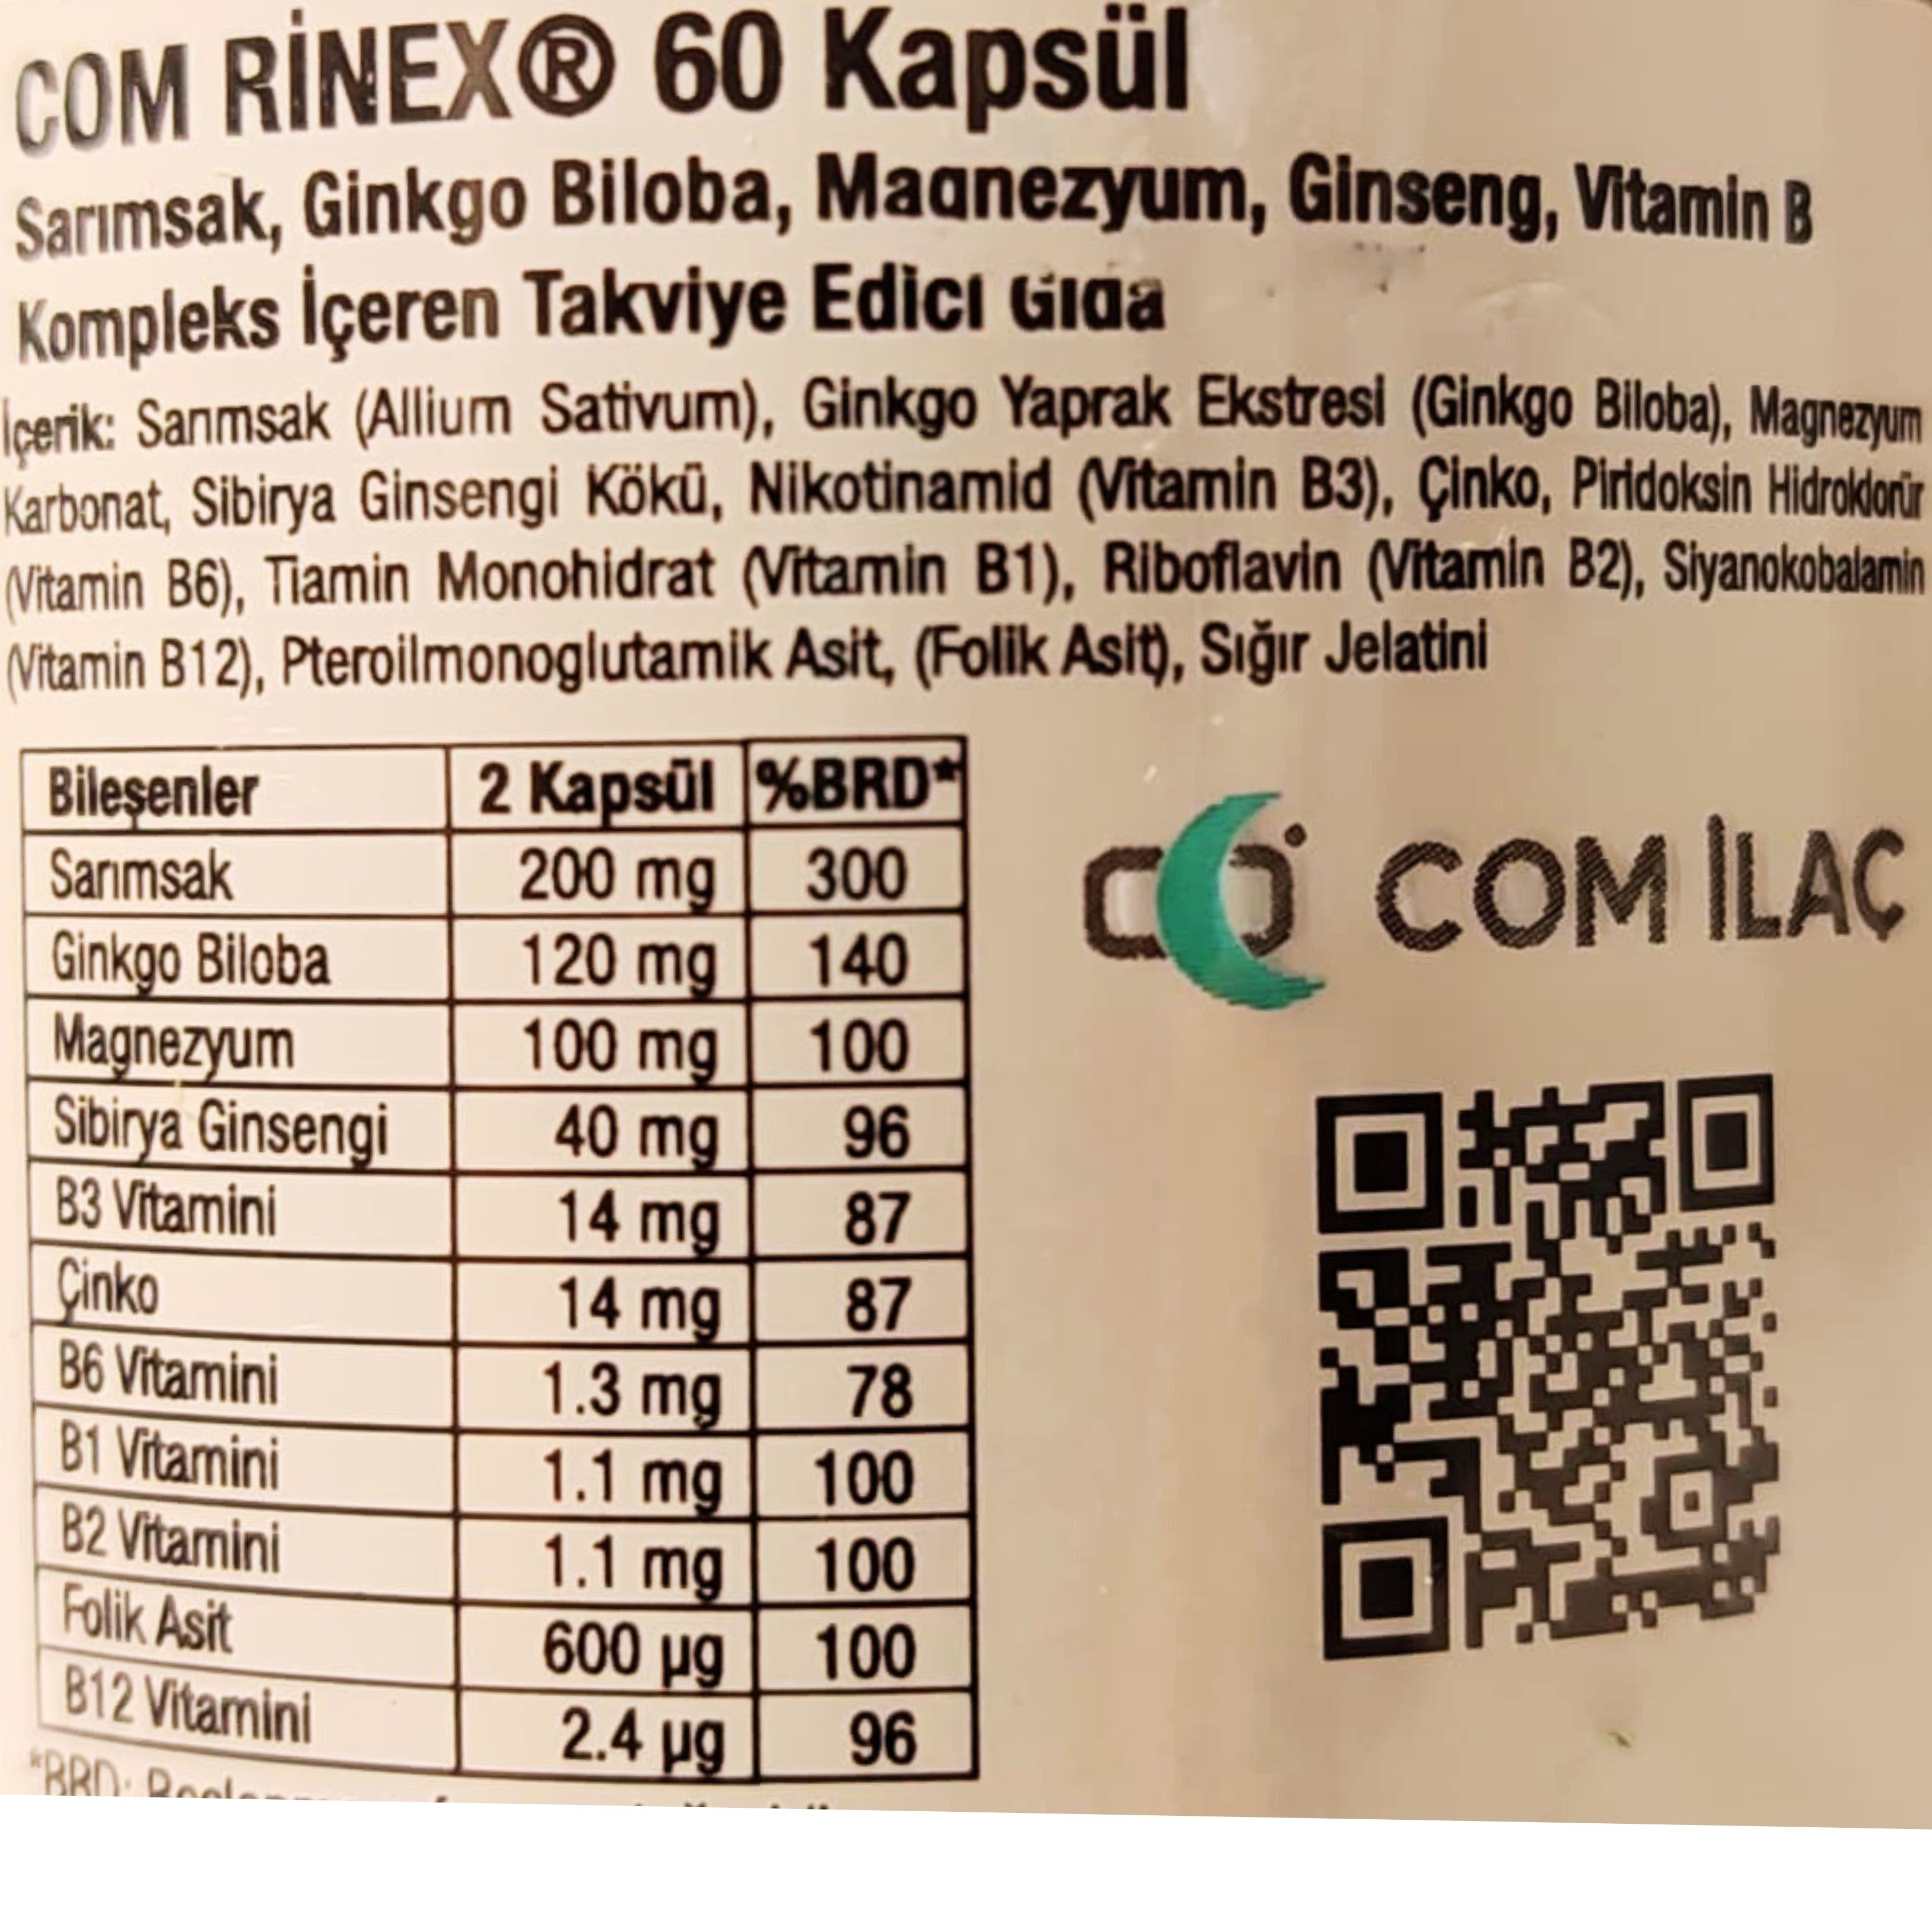 COM RİNEX® 60 Kapsül
Sarımsak, Ginkgo Biloba, Magnezyum, Ginseng, Vitamin B
Kompleks İçeren Takviye Edici Gıda
İçerik: Sarımsak (Allium Sativum), Ginkgo Yaprak Ekstresi (Ginkgo Biloba), Magnezyum
Karbonat, Sibirya Ginsengi Kökü, Nikotinamid (Vitamin B3), Çinko, Piridoksin Hidroklorür
(Vitamin B6), Tiamin Monohidrat (Vitamin B1), Riboflavin (Vitamin B2), Siyanokobalamin
(Vitamin B12), Pteroilmonoglutamik Asit, (Folik Asit), Sığır Jelatini
Bileşenler 2 Kapsül %BRD*
Sarımsak 200 mg 300
Ginkgo Biloba 120 mg 140
Magnezyum 100 mg 100
Sibirya Ginsengi 40 mg 96
B3 Vitamini 14 mg 87
Çinko 14 mg 87
B6 Vitamini 1.3 mg 78
B1 Vitamini 1.1 mg 100
B2 Vitamini 1.1 mg 100
Folik Asit 600 µg 100
B12 Vitamini 2.4 µg 96
*BRD:
COM İLAÇ